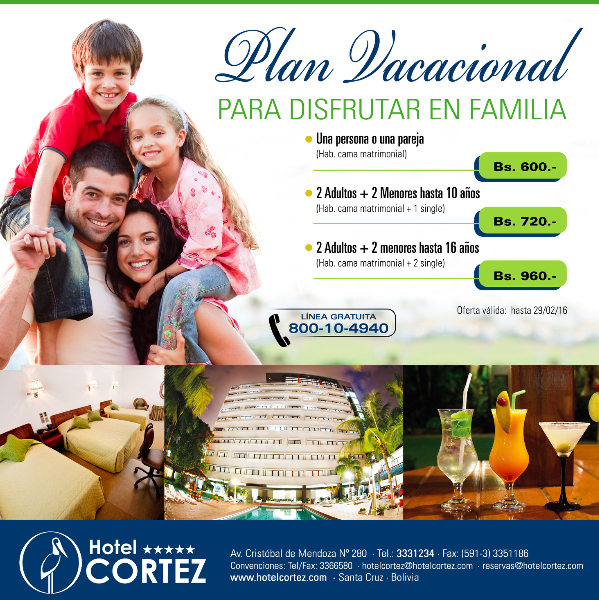 Plan Vacacional
PARA DISFRUTAR EN FAMILIA
Una persona o una pareja
(Hab. cama matrimonial)
Bs. 600.-
2 Adultos + 2 Menores hasta 10 años
(Hab. cama matrimonial + 1 single)
Bs. 720.-
2 Adultos + 2 menores hasta 16 años
(Hab. cama matrimonial + 2 single)
Bs. 960.-
Oferta válida: hasta 29/02/16
LÍNEA GRATUITA
800-10-4940
Hotel ★★★★★
CORTEZ
Av. Cristóbal de Mendoza Nº 280 · Tel.: 3331234 · Fax: (591-3) 3351186
Convenciones: Tel/Fax: 3366580 · hotelcortez@hotelcortez.com · reservas@hotelcortez.com
www.hotelcortez.com · Santa Cruz · Bolivia